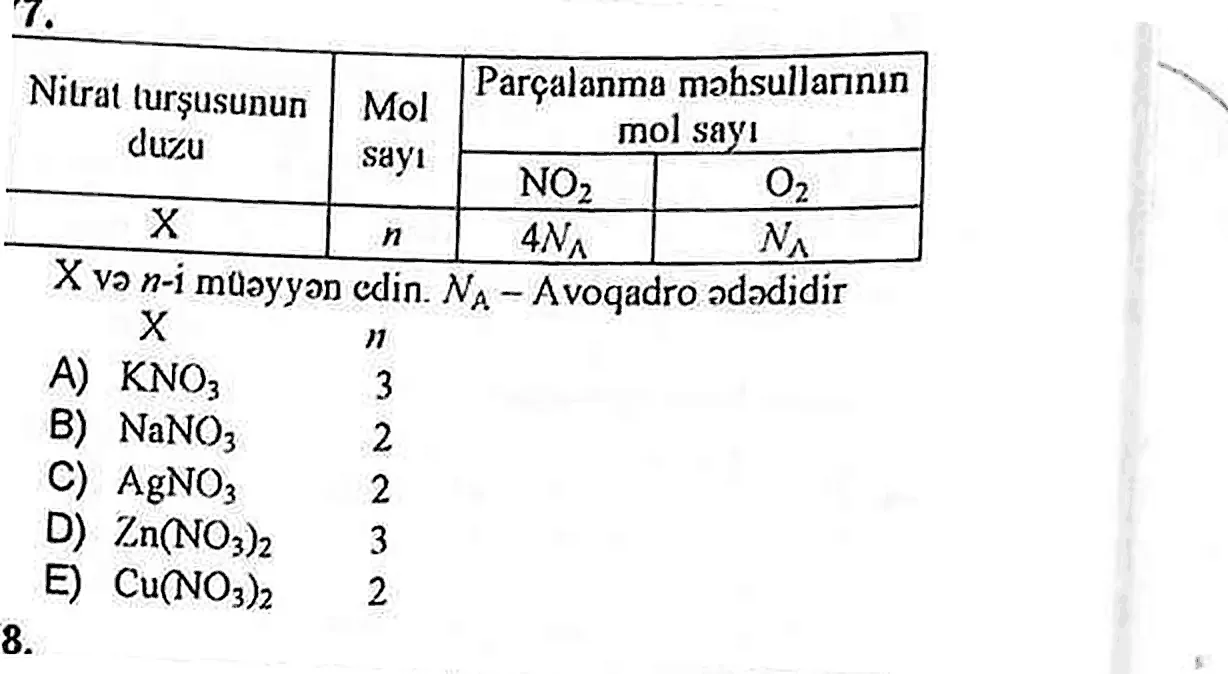 7.
Nitrat turşusunun duzu
Mol sayı
Parçalanma məhsullarının mol sayı
NO₂
O₂
X
n
4N_A
N_A
X və n-i müəyyən edin. N_A – Avoqadro ədədidir
X n
A) KNO₃ 3
B) NaNO₃ 2
C) AgNO₃ 2
D) Zn(NO₃)₂ 3
E) Cu(NO₃)₂ 2
8.